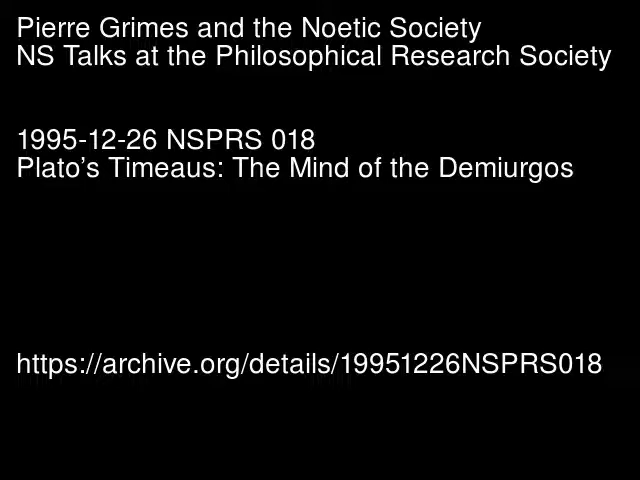 Pierre Grimes and the Noetic Society
NS Talks at the Philosophical Research Society
1995-12-26 NSPRS 018
Plato’s Timeaus: The Mind of the Demiurgos
https://archive.org/details/19951226NSPRS018